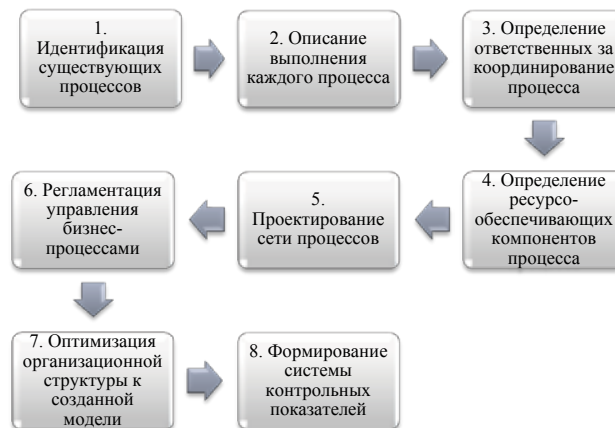 1.
Идентификация
существующих
процессов
2. Описание
выполнения
каждого процесса
3. Определение
ответственных за
координирование
процесса
4. Определение
ресурсо-
обеспечивающих
компонентов
процесса
5.
Проектирование
сети процессов
6. Регламентация
управления
бизнес-
процессами
7. Оптимизация
организационной
структуры к
созданной
модели
8. Формирование
системы
контрольных
показателей